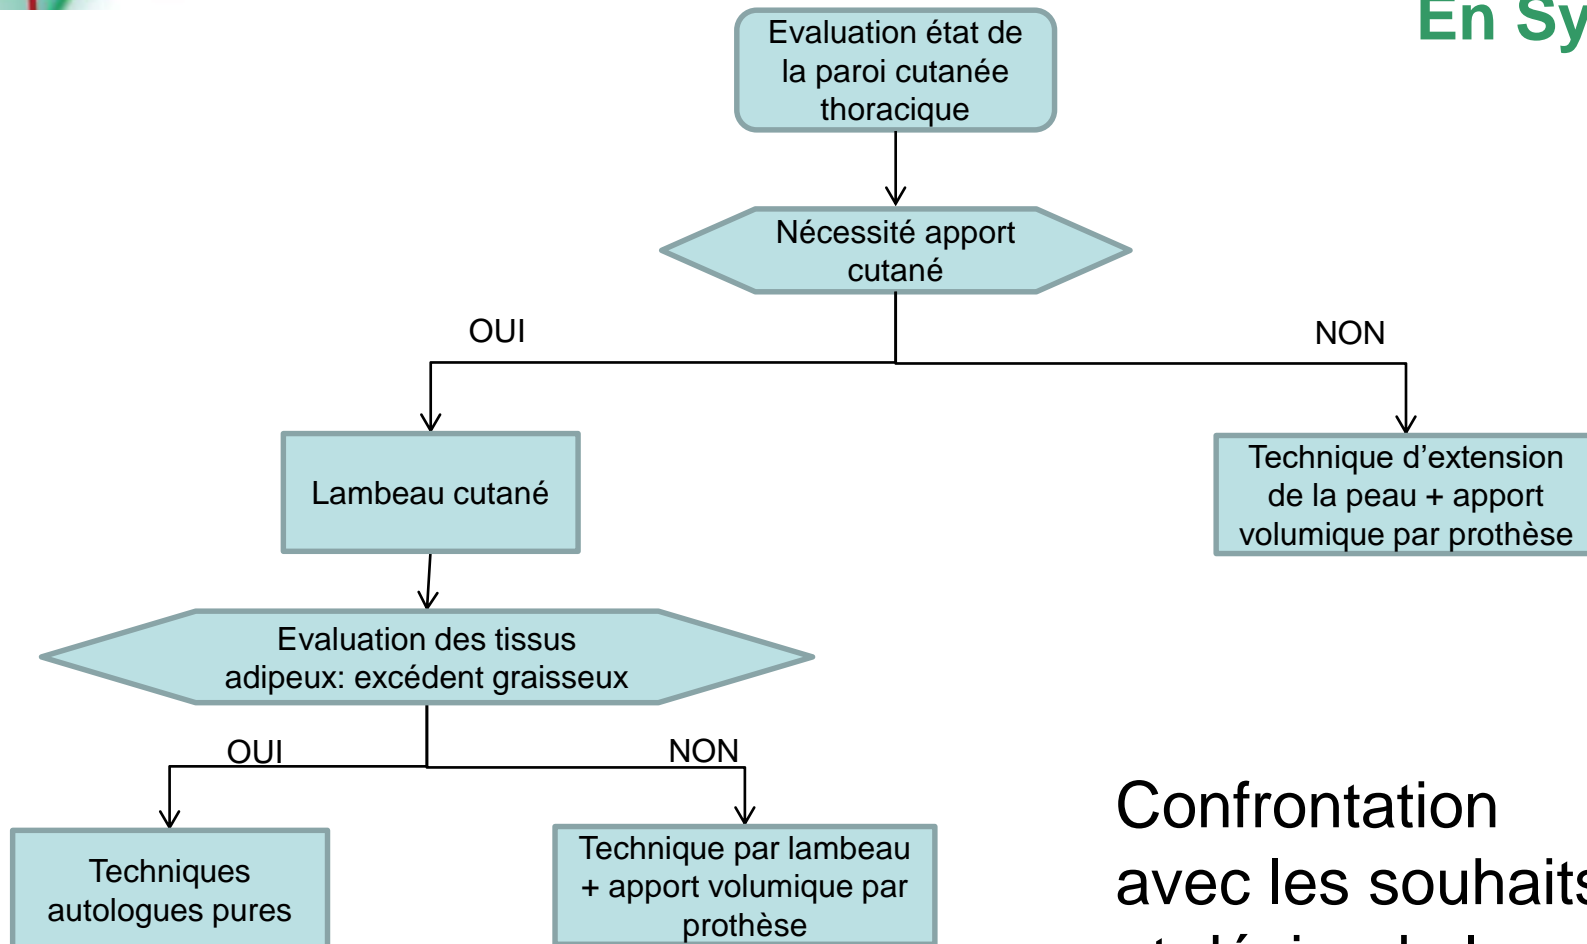 En Sy
Evaluation état de
la paroi cutanée
thoracique
Nécessité apport
cutané
OUI
NON
Lambeau cutané
Technique d’extension
de la peau + apport
volumique par prothèse
Evaluation des tissus
adipeux: excédent graisseux
OUI
NON
Techniques
autologues pures
Technique par lambeau
+ apport volumique par
prothèse
Confrontation
avec les souhaits